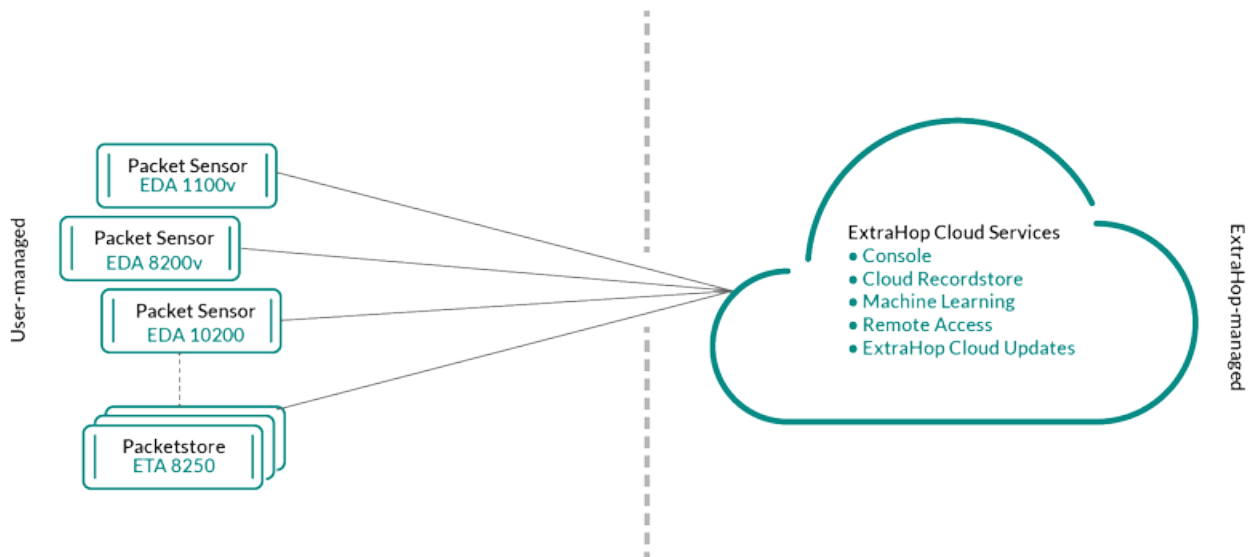 User-managed
Packet Sensor
EDA 1100v
Packet Sensor
EDA 8200v
Packet Sensor
EDA 10200
Packetstore
ETA 8250
ExtraHop Cloud Services
• Console
• Cloud Recordstore
• Machine Learning
• Remote Access
• ExtraHop Cloud Updates
ExtraHop-managed